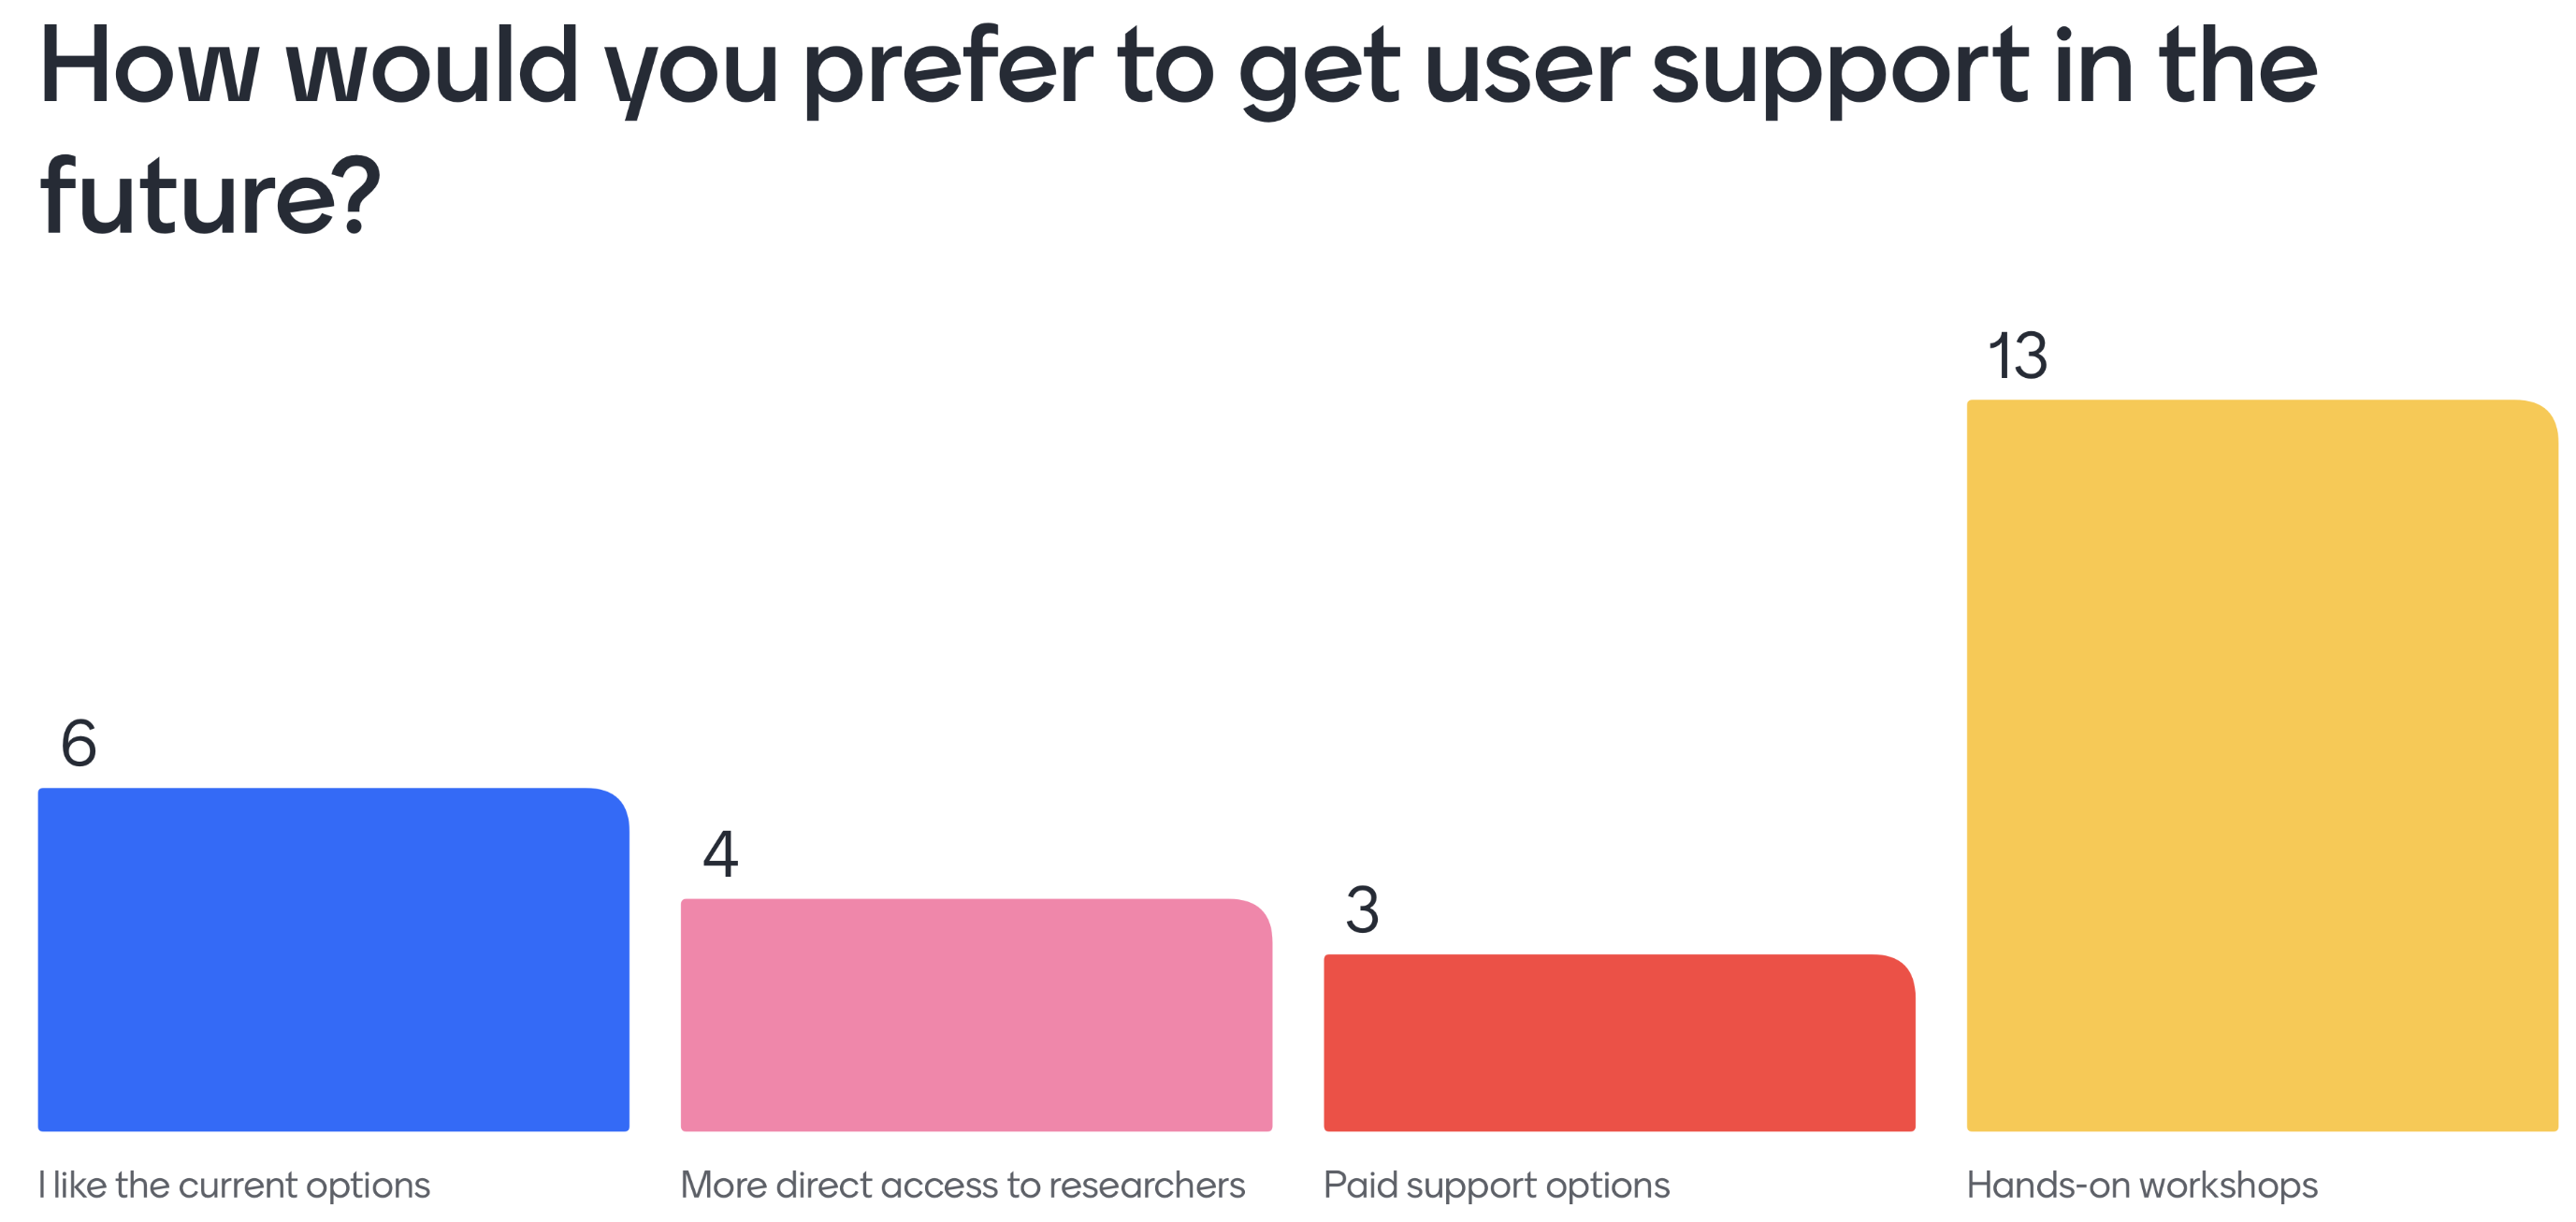 How would you prefer to get user support in the
future?
13
6
4
3
I like the current options
More direct access to researchers
Paid support options
Hands-on workshops